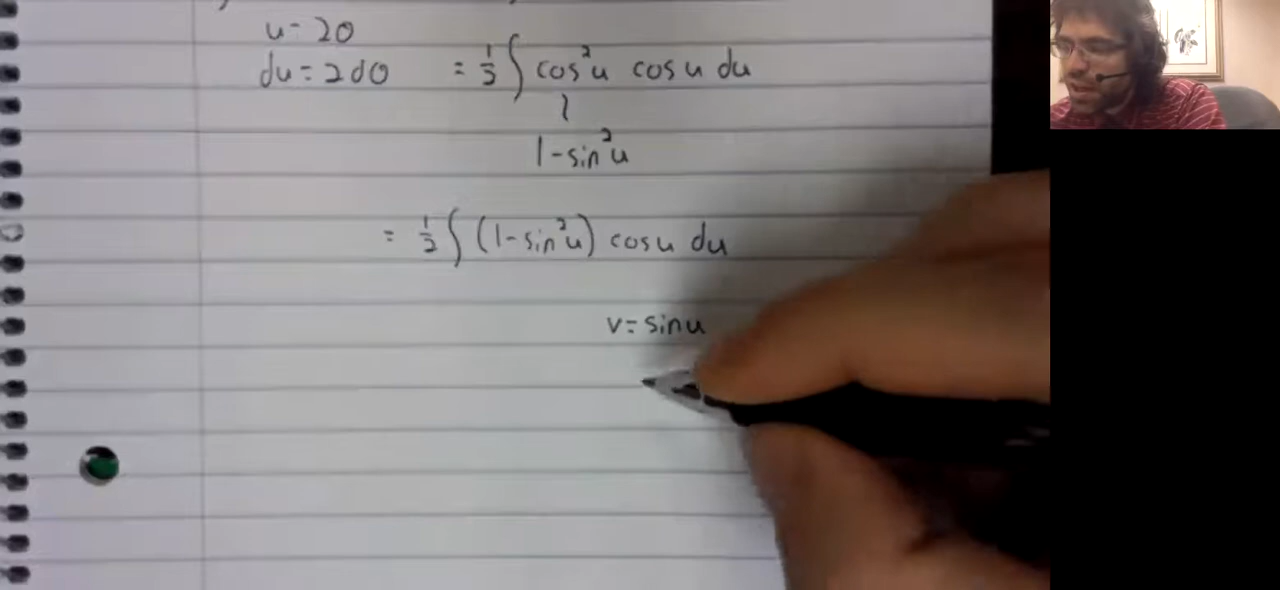 u = 2θ
du = 2dθ = 1/2 ∫ cos²u cos u du
1 - sin²u
= 1/2 ∫ (1 - sin²u) cos u du
v = sin u